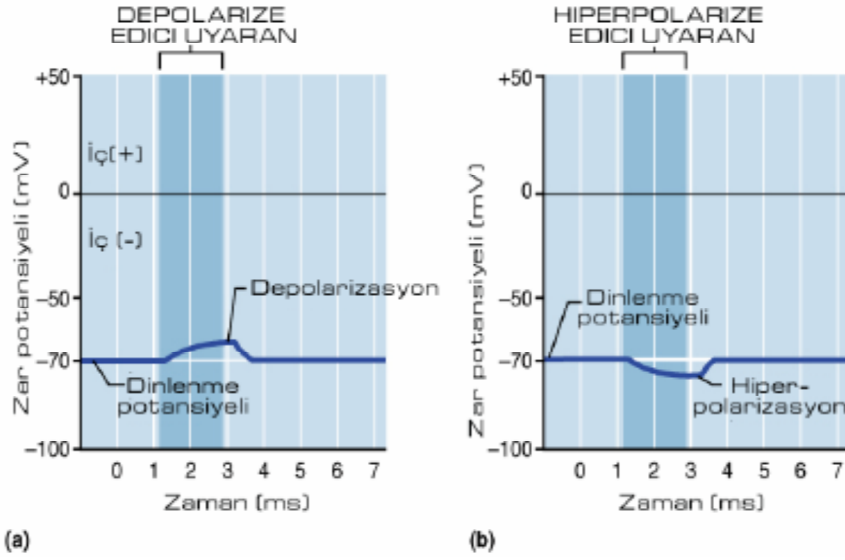 DEPOLARIZE
EDICI UYARAN
+50
0
−50
−70
−100
Zar potansiyeli (mV)
İç(+)
İç (-)
Depolarizasyon
Dinlenme
potansiyeli
0 1 2 3 4 5 6 7
Zaman (ms)
(a)
HIPERPOLARIZE
EDICI UYARAN
+50
0
−50
−70
−100
Zar potansiyeli (mV)
Dinlenme
potansiyeli
Hiper-
polarizasyon
0 1 2 3 4 5 6 7
Zaman (ms)
(b)